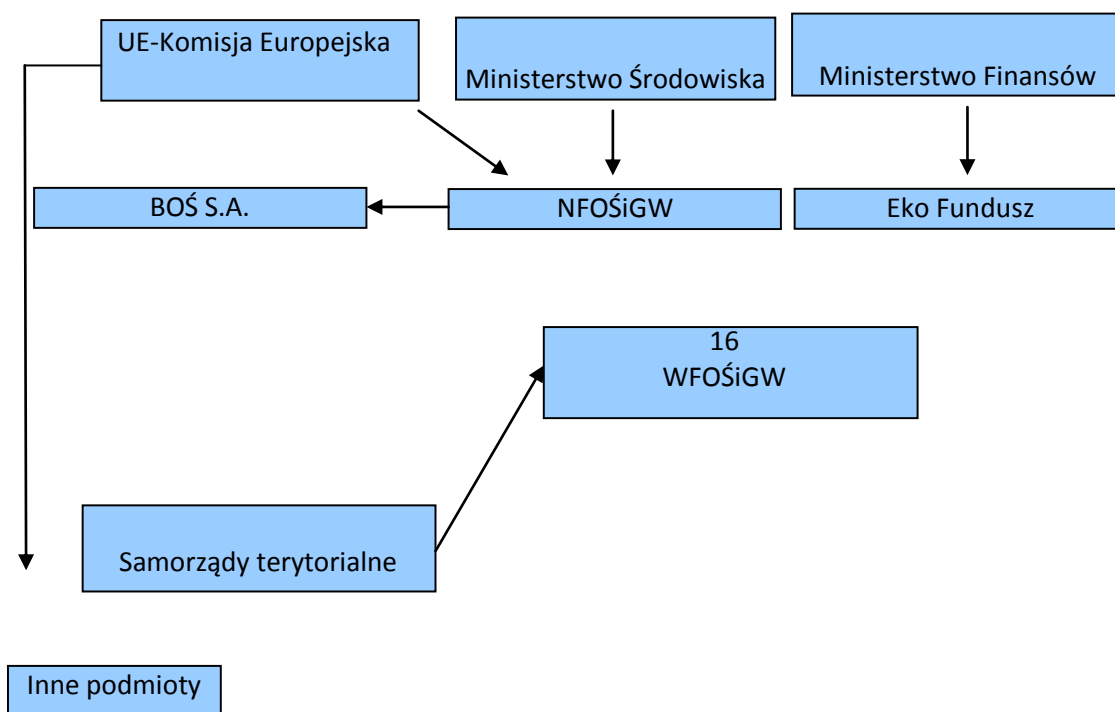 UE-Komisja Europejska
Ministerstwo Środowiska
Ministerstwo Finansów
BOŚ S.A.
NFOŚiGW
Eko Fundusz
16
WFOŚiGW
Samorządy terytorialne
Inne podmioty